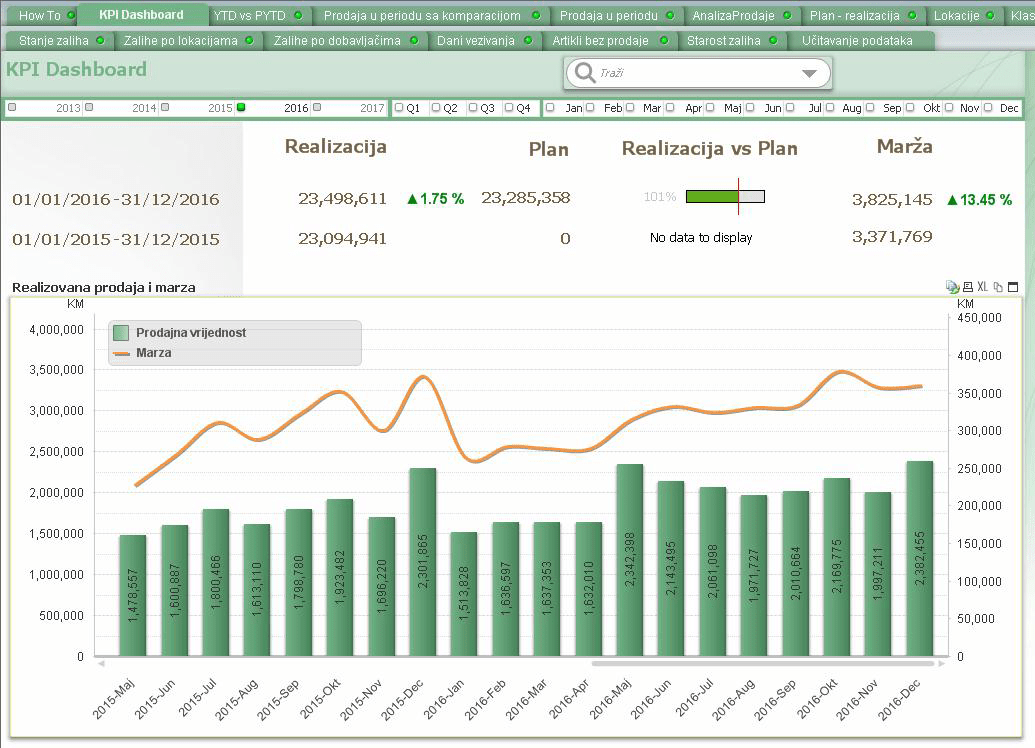 How To KPI Dashboard YTD vs PYTD Prodaja u periodu sa komparacijom Prodaja u periodu AnalizaProdaje Plan - realizacija Lokacije Klas
Stanje zaliha Zalihe po lokacijama Zalihe po dobavljačima Dani vezivanja Artikli bez prodaje Starost zaliha Učitavanje podataka
KPI Dashboard
Traži
2013 2014 2015 2016 2017 Q1 Q2 Q3 Q4 Jan Feb Mar Apr Maj Jun Jul Aug Sep Okt Nov Dec
Realizacija Plan Realizacija vs Plan Marža
01/01/2016-31/12/2016 23,498,611 ▲1.75 % 23,285,358 101% 3,825,145 ▲13.45 %
01/01/2015-31/12/2015 23,094,941 0 No data to display 3,371,769
Realizovana prodaja i marza XL
KM KM
Prodajna vrijednost
Marza
4,000,000
3,500,000
3,000,000
2,500,000
2,000,000
1,500,000
1,000,000
500,000
0
450,000
400,000
350,000
300,000
250,000
200,000
150,000
100,000
50,000
0
1,478,557
1,600,887
1,800,466
1,613,110
1,798,780
1,923,482
1,696,220
2,301,865
1,513,828
1,636,597
1,637,353
1,632,010
2,342,398
2,143,495
2,061,098
1,971,727
2,010,664
2,169,775
1,997,211
2,382,455
2015-Maj
2015-Jun
2015-Jul
2015-Aug
2015-Sep
2015-Okt
2015-Nov
2015-Dec
2016-Jan
2016-Feb
2016-Mar
2016-Apr
2016-Maj
2016-Jun
2016-Jul
2016-Aug
2016-Sep
2016-Okt
2016-Nov
2016-Dec